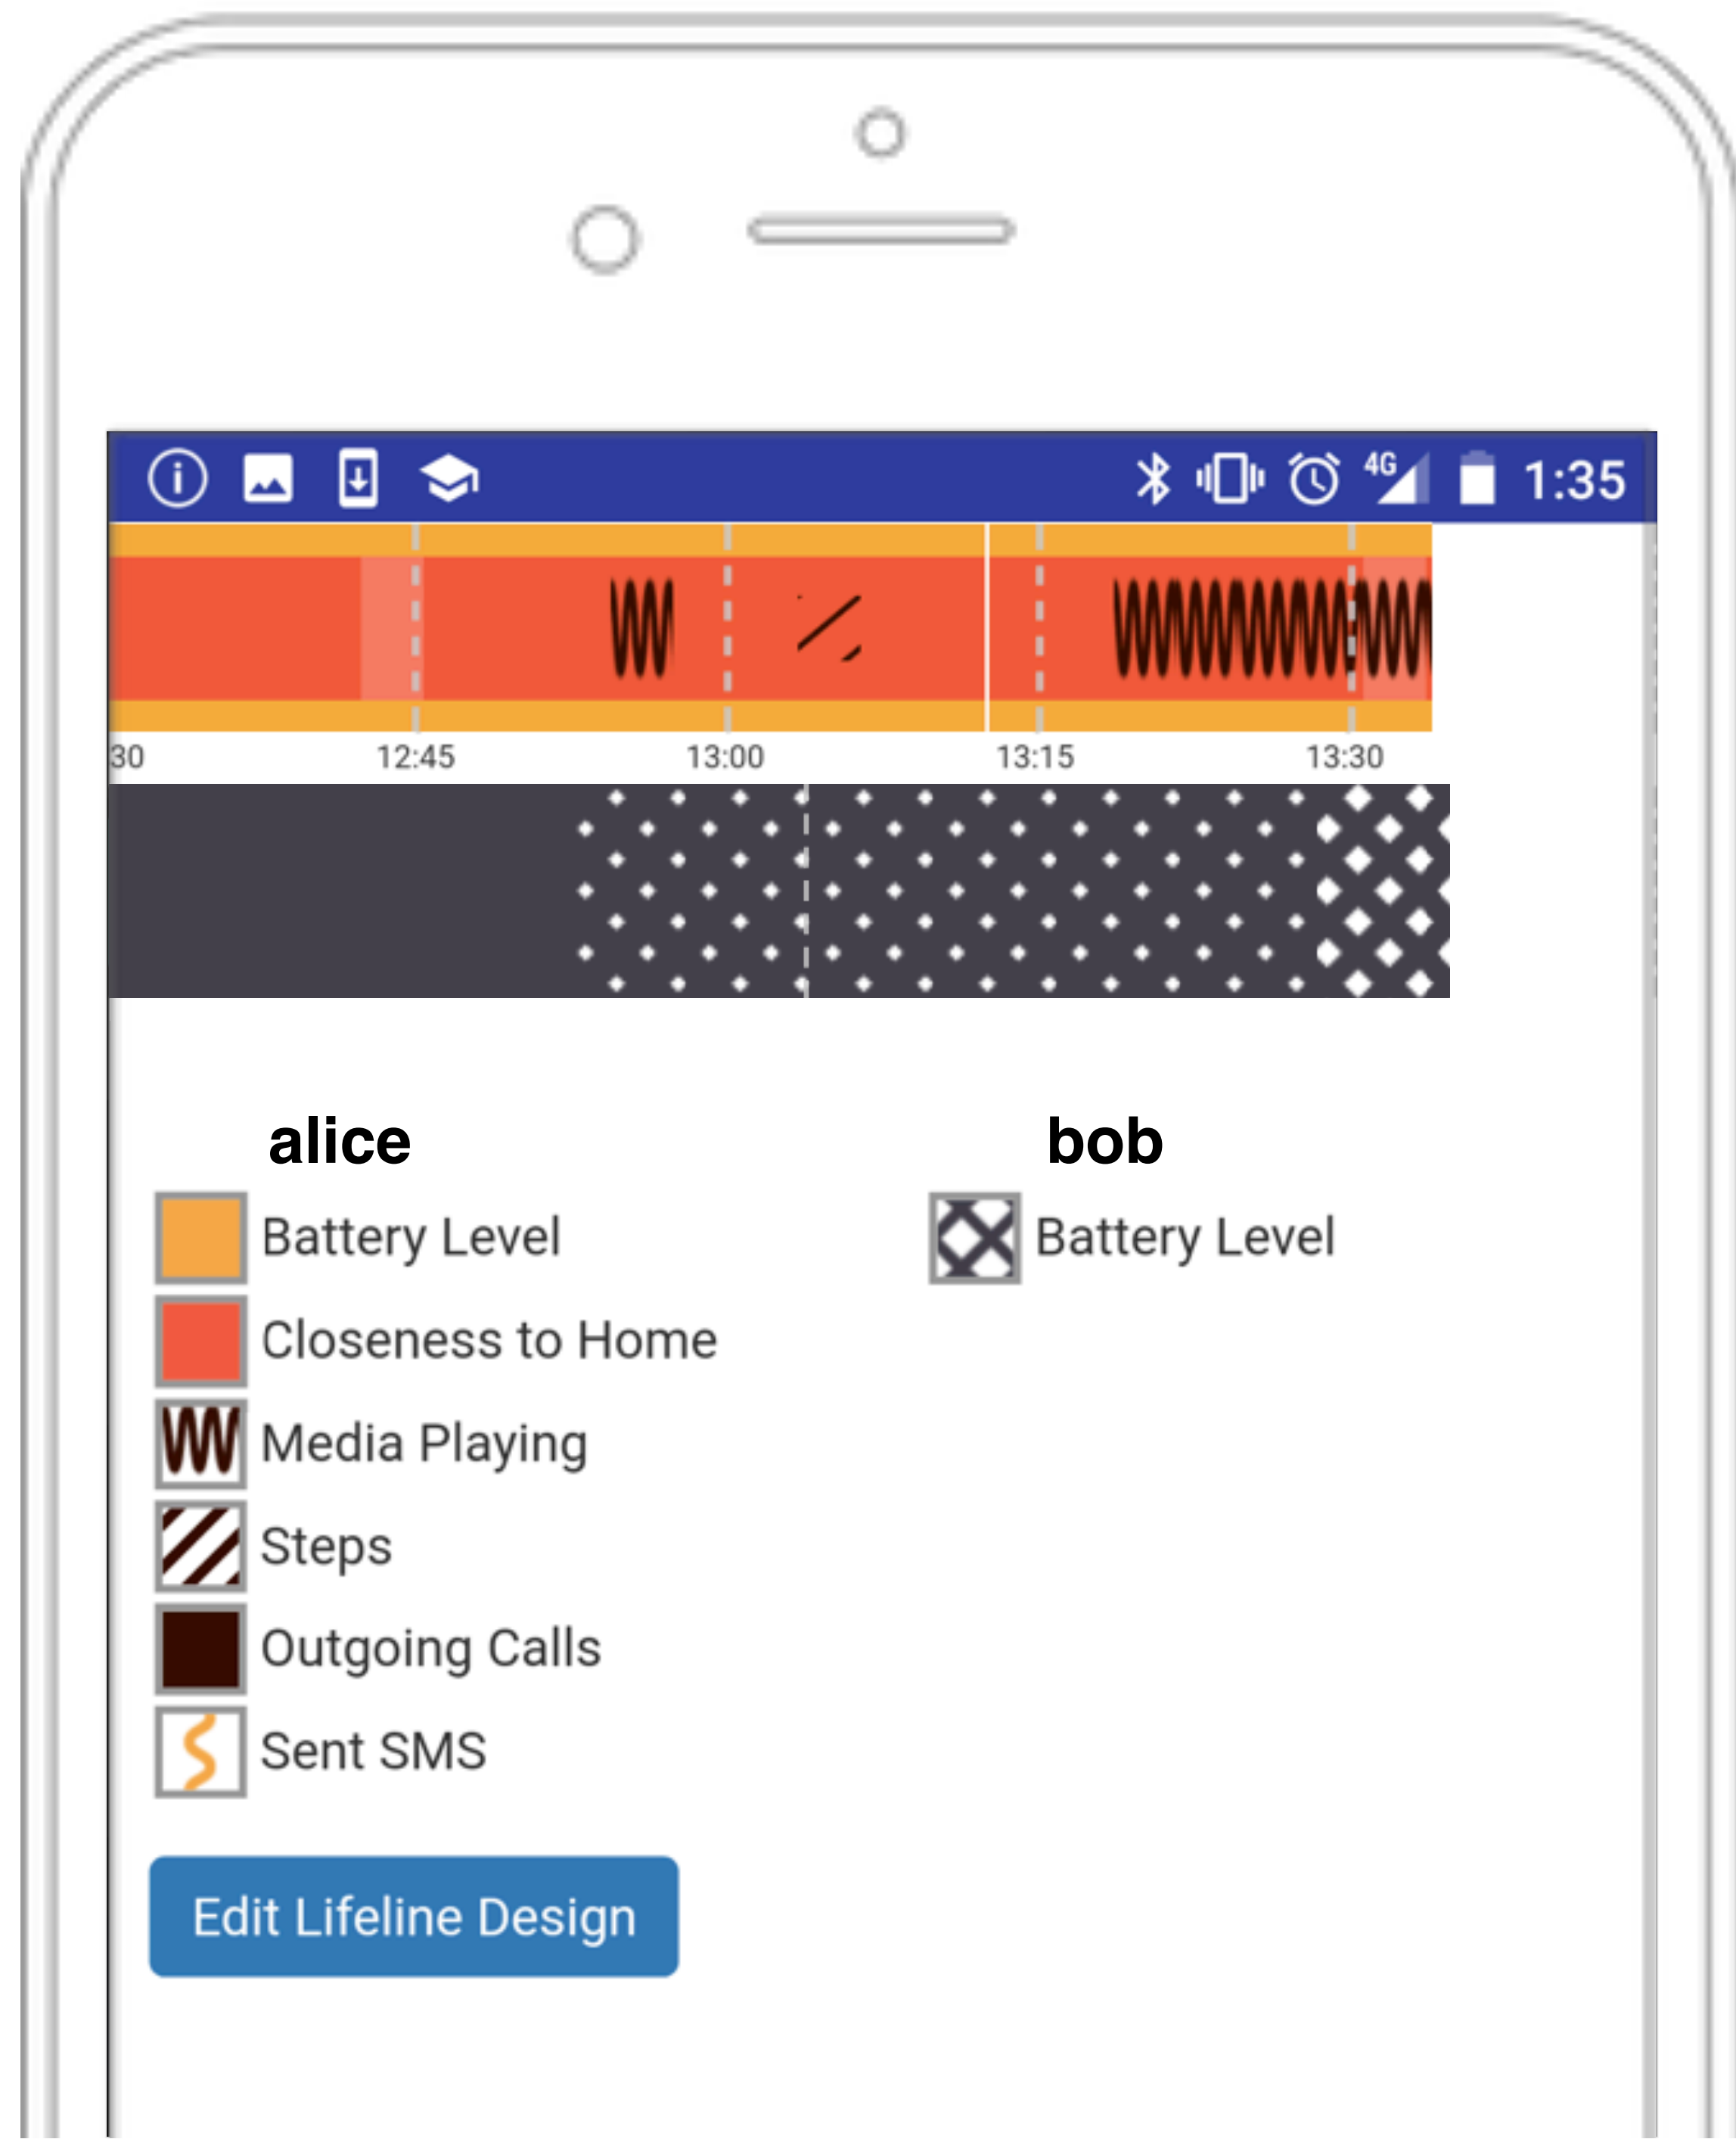 4G 1:35
30 12:45 13:00 13:15 13:30
alice bob
Battery Level Battery Level
Closeness to Home
Media Playing
Steps
Outgoing Calls
Sent SMS
Edit Lifeline Design